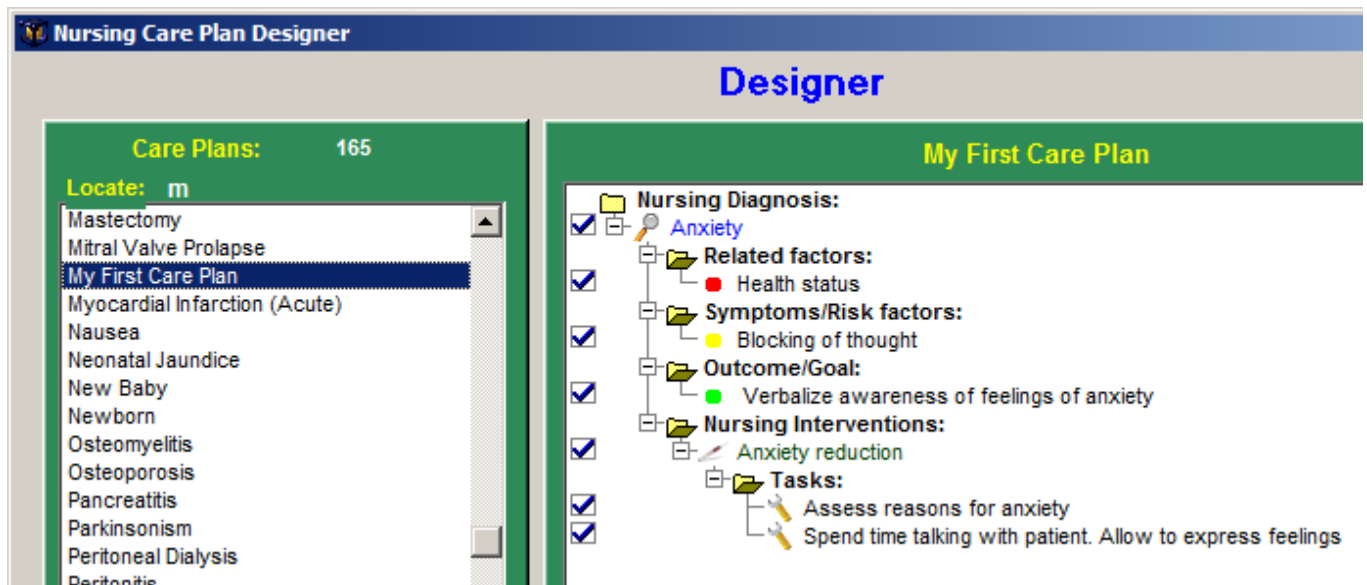 Nursing Care Plan Designer
Designer
Care Plans: 165
Locate: m
Mastectomy
Mitral Valve Prolapse
My First Care Plan
Myocardial Infarction (Acute)
Nausea
Neonatal Jaundice
New Baby
Newborn
Osteomyelitis
Osteoporosis
Pancreatitis
Parkinsonism
Peritoneal Dialysis
Peritonitis
My First Care Plan
Nursing Diagnosis:
Anxiety
Related factors:
Health status
Symptoms/Risk factors:
Blocking of thought
Outcome/Goal:
Verbalize awareness of feelings of anxiety
Nursing Interventions:
Anxiety reduction
Tasks:
Assess reasons for anxiety
Spend time talking with patient. Allow to express feelings